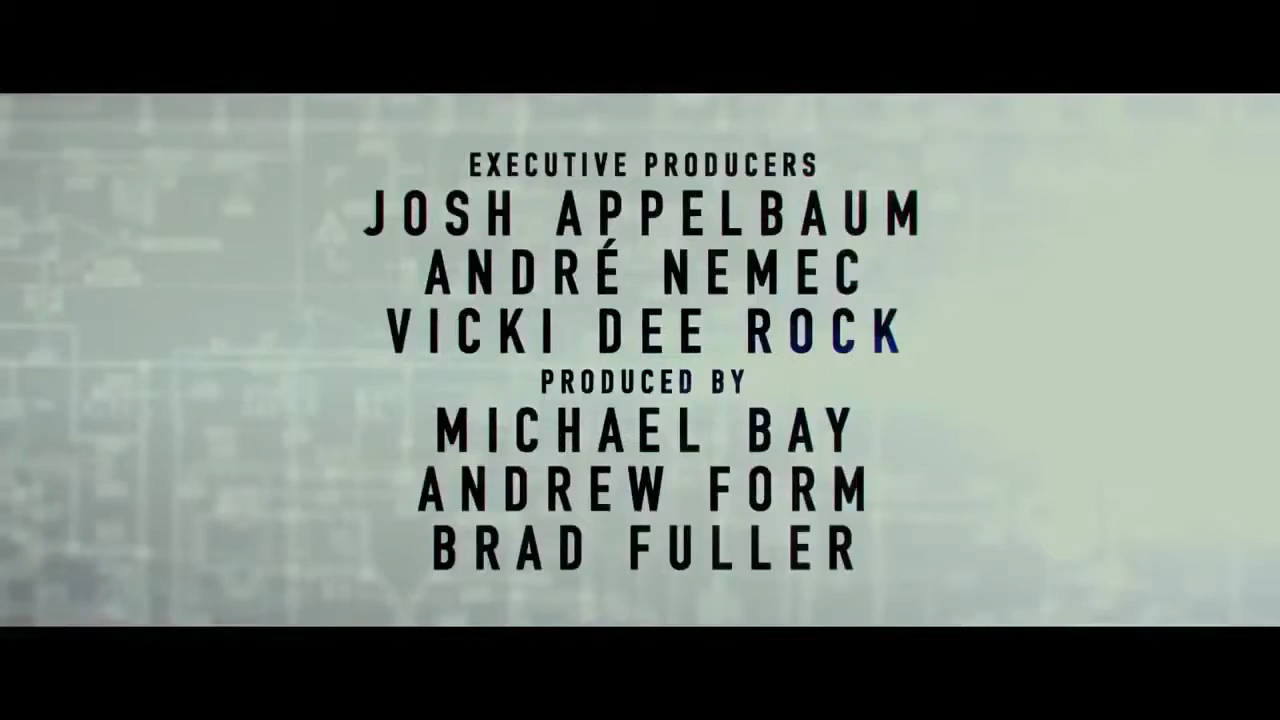 EXECUTIVE PRODUCERS
JOSH APPELBAUM
ANDRÉ NEMEC
VICKI DEE ROCK
PRODUCED BY
MICHAEL BAY
ANDREW FORM
BRAD FULLER